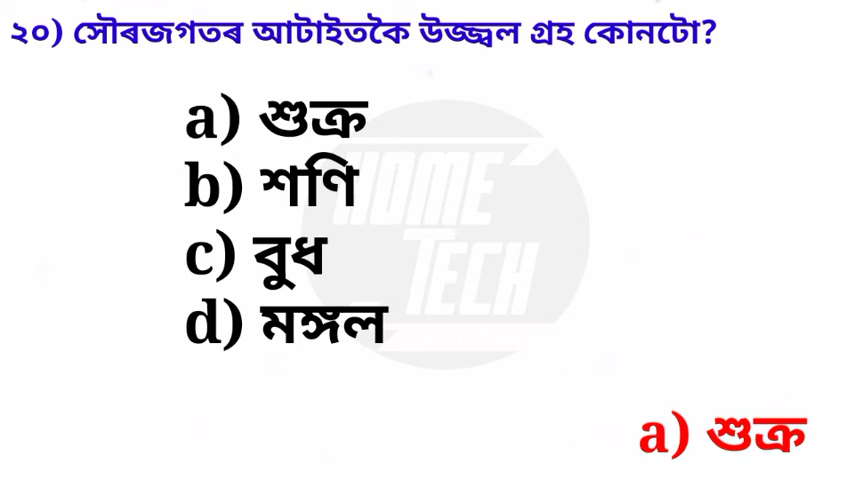 ২০) সৌৰজগতৰ আটাইতকৈ উজ্জ্বল গ্ৰহ কোনটো?
a) শুক্ৰ
b) শণি
c) বুধ
d) মঙ্গল
HOME
TECH
a) শুক্ৰ